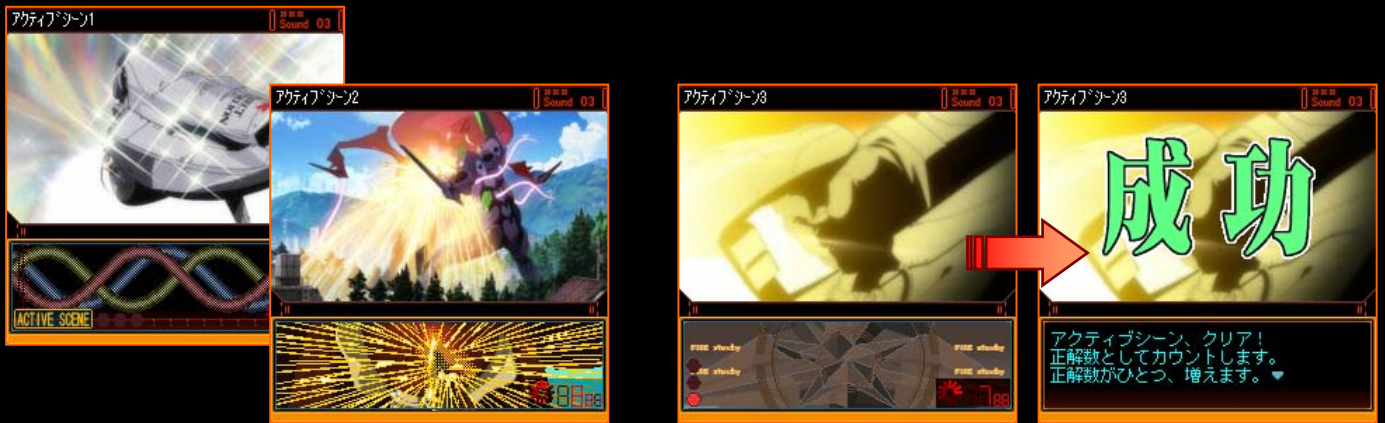 アクティブシーン1
Sound 03
ACTIVE SCENE
アクティブシーン2
Sound 03
アクティブシーン3
Sound 03
FIRE standby
FIRE standby
FIRE standby
アクティブシーン3
Sound 03
成功
アクティブシーン、クリア!
正解数としてカウントします。
正解数がひとつ、増えます。▼